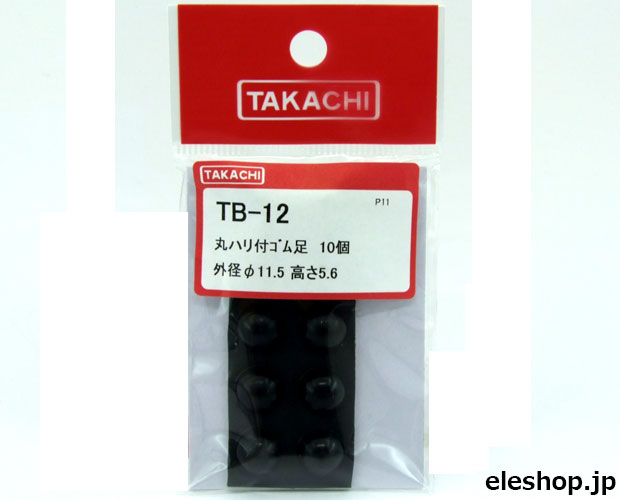 TAKACHI
TAKACHI
P11
TB-12
丸ハリ付ｺﾞﾑ足 10個
外径φ11.5 高さ5.6
eleshop.jp